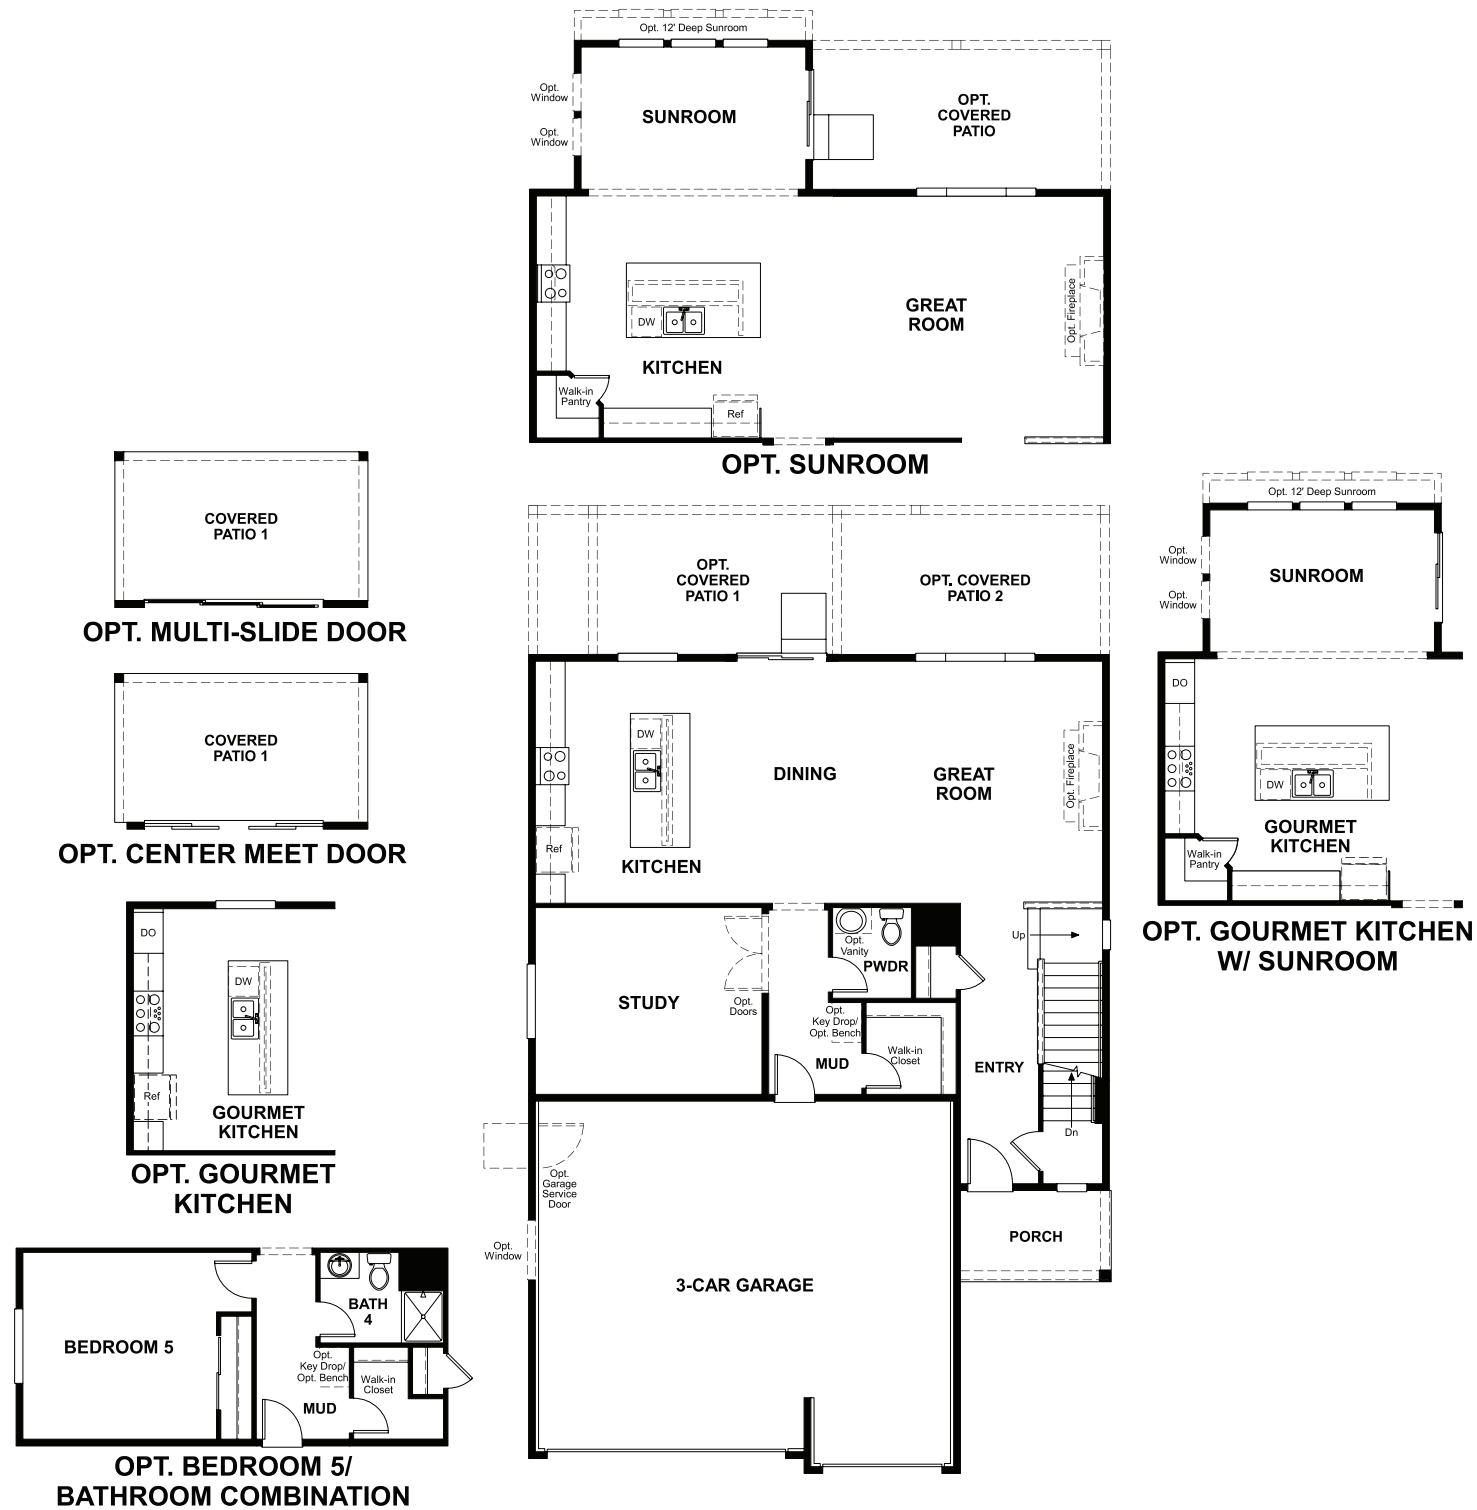 Opt. 12' Deep Sunroom
Opt.
Window
Opt.
Window
SUNROOM
OPT.
COVERED
PATIO
DW
KITCHEN
GREAT
ROOM
Opt. Fireplace
Walk-in
Pantry
Ref
OPT. SUNROOM
COVERED
PATIO 1
OPT. MULTI-SLIDE DOOR
COVERED
PATIO 1
OPT. CENTER MEET DOOR
DO
DW
Ref
GOURMET
KITCHEN
OPT. GOURMET
KITCHEN
BEDROOM 5
BATH
4
Opt.
Key Drop/
Opt. Bench
Walk-in
Closet
MUD
OPT. BEDROOM 5/
BATHROOM COMBINATION
OPT.
COVERED
PATIO 1
OPT. COVERED
PATIO 2
DW
DINING
GREAT
ROOM
Opt. Fireplace
Ref
KITCHEN
Opt.
Vanity
PWDR
Up
STUDY
Opt.
Doors
Opt.
Key Drop/
Opt. Bench
MUD
Walk-in
Closet
ENTRY
Dn
Opt.
Garage
Service
Door
Opt.
Window
PORCH
3-CAR GARAGE
Opt. 12' Deep Sunroom
Opt.
Window
Opt.
Window
SUNROOM
DO
DW
GOURMET
KITCHEN
Walk-in
Pantry
OPT. GOURMET KITCHEN
W/ SUNROOM